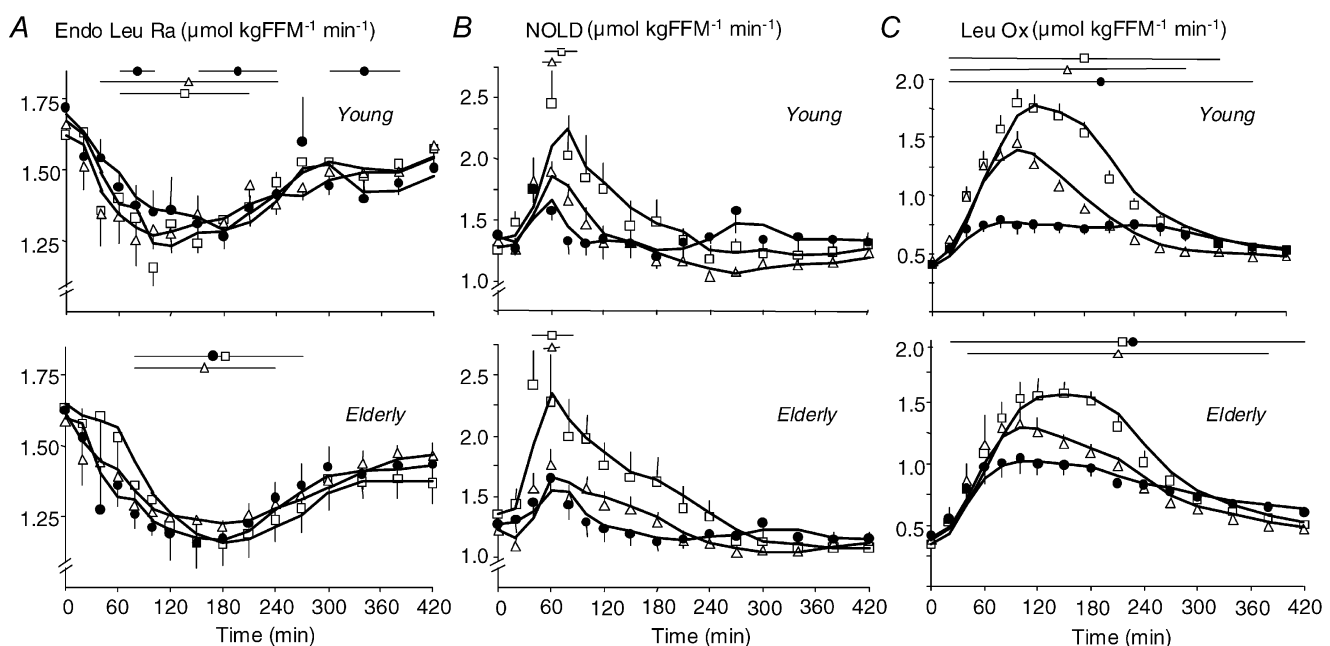 A Endo Leu Ra (µmol kgFFM⁻¹ min⁻¹)
B NOLD (µmol kgFFM⁻¹ min⁻¹)
C Leu Ox (µmol kgFFM⁻¹ min⁻¹)
Young
1.75
1.50
1.25
Young
2.5
2.0
1.5
1.0
Young
2.0
1.5
1.0
0.5
Elderly
1.75
1.50
1.25
0 60 120 180 240 300 360 420
Time (min)
Elderly
2.5
2.0
1.5
1.0
0 60 120 180 240 300 360 420
Time (min)
Elderly
2.0
1.5
1.0
0.5
0 60 120 180 240 300 360 420
Time (min)